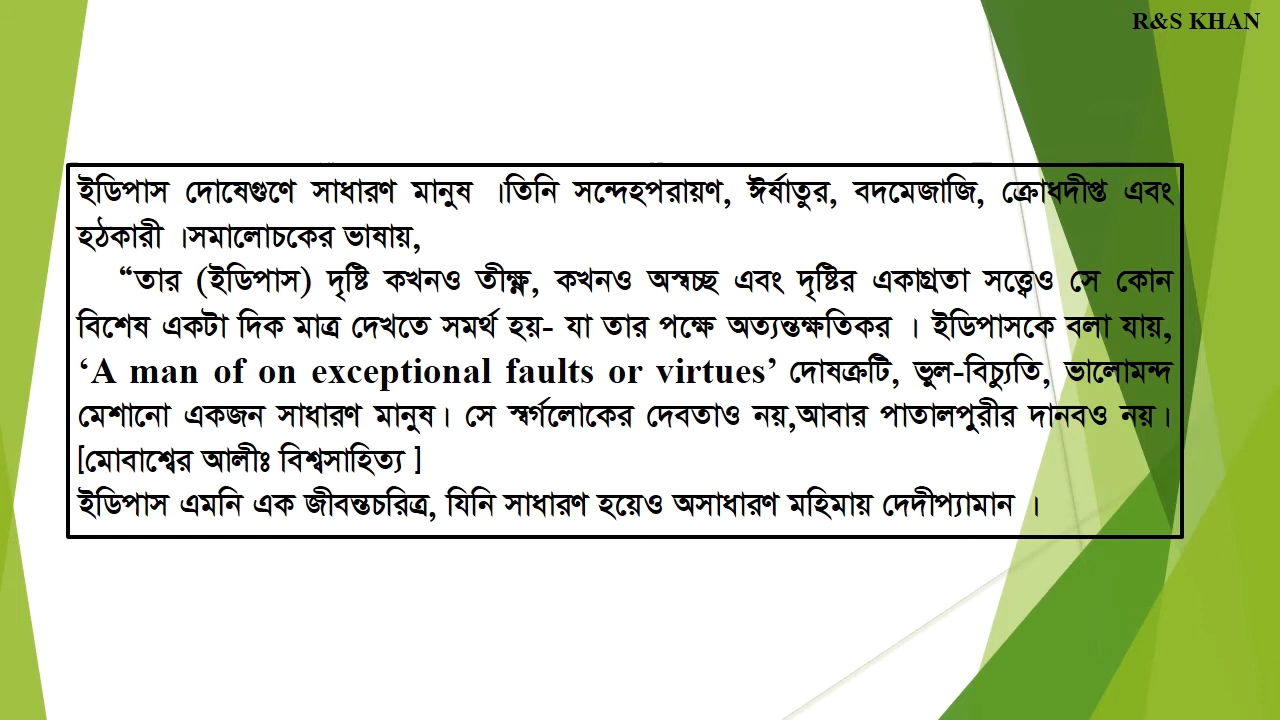 R&S KHAN
ইডিপাস দোষেগুণে সাধারণ মানুষ ।তিনি সন্দেহপরায়ণ, ঈর্ষাতুর, বদমেজাজি, ক্রোধদীপ্ত এবং
হঠকারী ।সমালোচকের ভাষায়,
“তার (ইডিপাস) দৃষ্টি কখনও তীক্ষ্ণ, কখনও অস্বচ্ছ এবং দৃষ্টির একাগ্রতা সত্ত্বেও সে কোন
বিশেষ একটা দিক মাত্র দেখতে সমর্থ হয়- যা তার পক্ষে অত্যন্তক্ষতিকর । ইডিপাসকে বলা যায়,
‘A man of on exceptional faults or virtues’ দোষক্রটি, ভুল-বিচ্যুতি, ভালোমন্দ
মেশানো একজন সাধারণ মানুষ। সে স্বর্গলোকের দেবতাও নয়,আবার পাতালপুরীর দানবও নয়।
[মোবাশ্বের আলীঃ বিশ্বসাহিত্য ]
ইডিপাস এমনি এক জীবন্তচরিত্র, যিনি সাধারণ হয়েও অসাধারণ মহিমায় দেদীপ্যামান ।